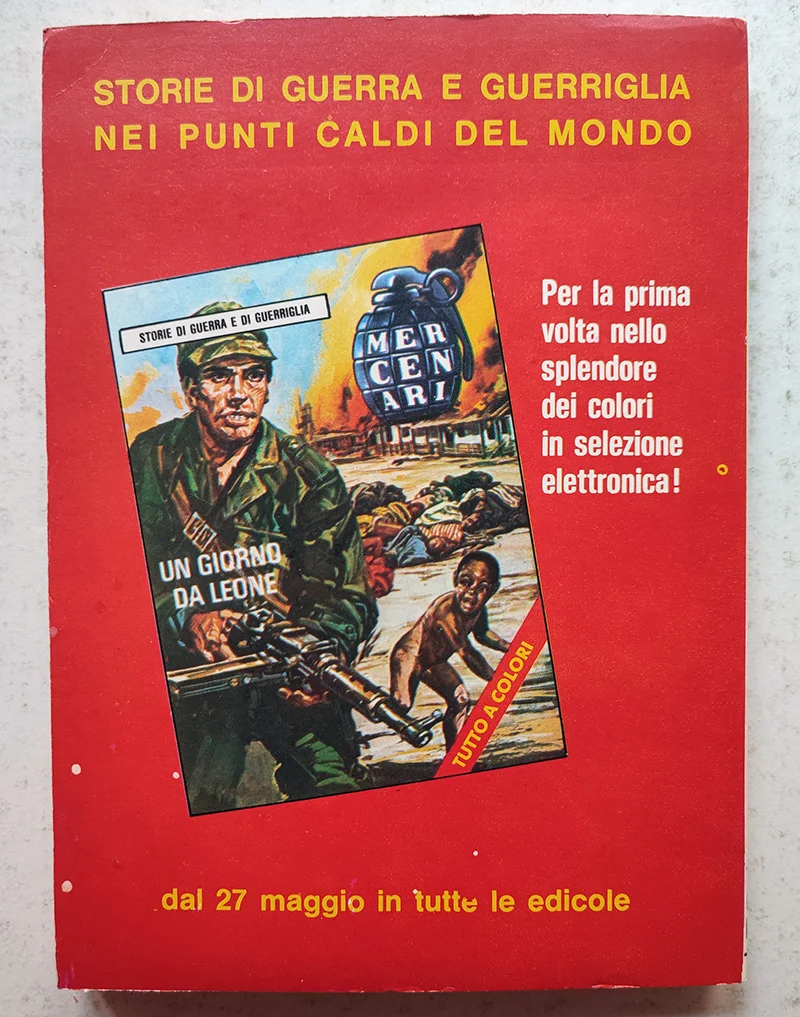 STORIE DI GUERRA E GUERRIGLIA
NEI PUNTI CALDI DEL MONDO
STORIE DI GUERRA E DI GUERRIGLIA
MER
CEN
ARI
Per la prima
volta nello
splendore
dei colori
in selezione
elettronica!
UN GIORNO
DA LEONE
TUTTO A COLORI
dal 27 maggio in tutte le edicole